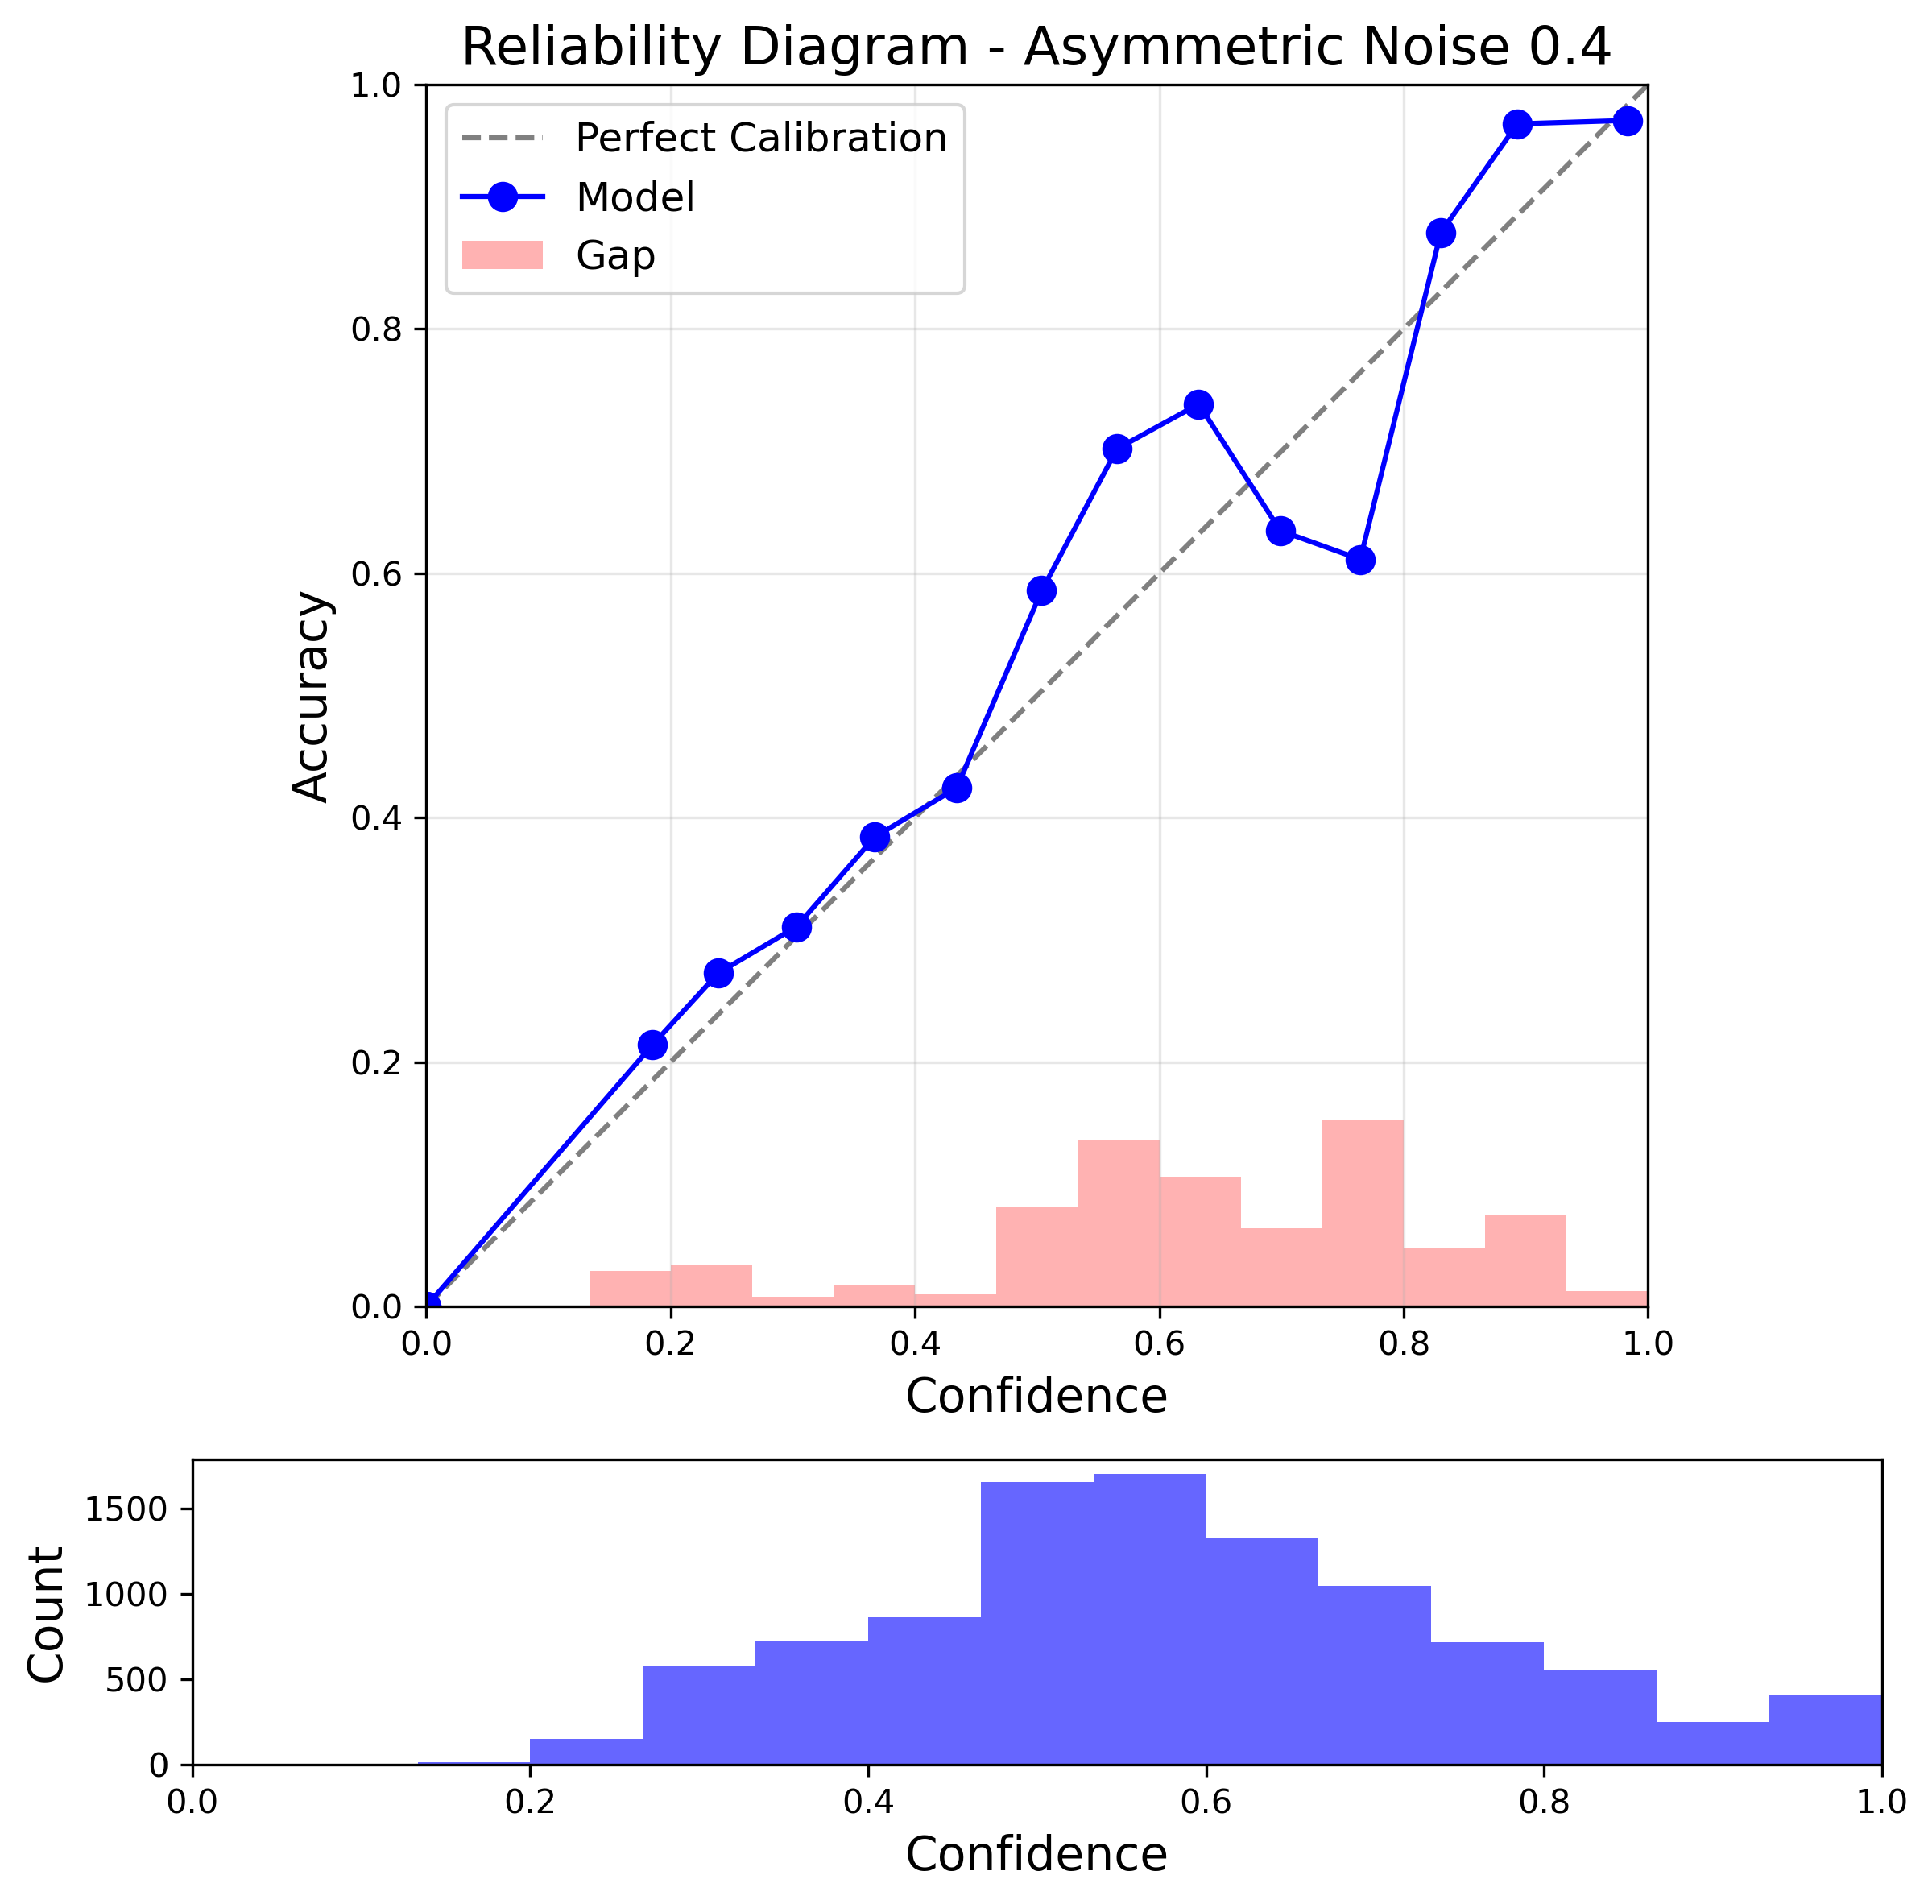 Reliability Diagram - Asymmetric Noise 0.4
1.0
0.8
0.6
0.4
0.2
0.0
Accuracy
Perfect Calibration
Model
Gap
0.0 0.2 0.4 0.6 0.8 1.0
Confidence
1500
1000
500
0
Count
0.0 0.2 0.4 0.6 0.8 1.0
Confidence